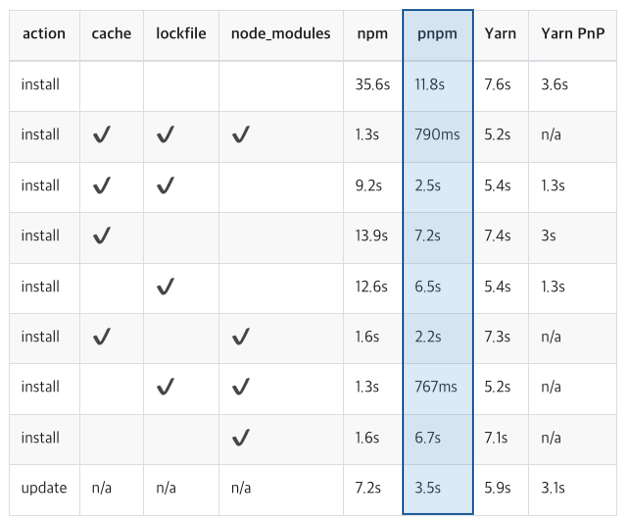 action cache lockfile node_modules npm pnpm Yarn Yarn PnP
install 35.6s 11.8s 7.6s 3.6s
install ✔ ✔ ✔ 1.3s 790ms 5.2s n/a
install ✔ ✔ 9.2s 2.5s 5.4s 1.3s
install ✔ 13.9s 7.2s 7.4s 3s
install ✔ 12.6s 6.5s 5.4s 1.3s
install ✔ ✔ 1.6s 2.2s 7.3s n/a
install ✔ ✔ 1.3s 767ms 5.2s n/a
install ✔ 1.6s 6.7s 7.1s n/a
update n/a n/a n/a 7.2s 3.5s 5.9s 3.1s